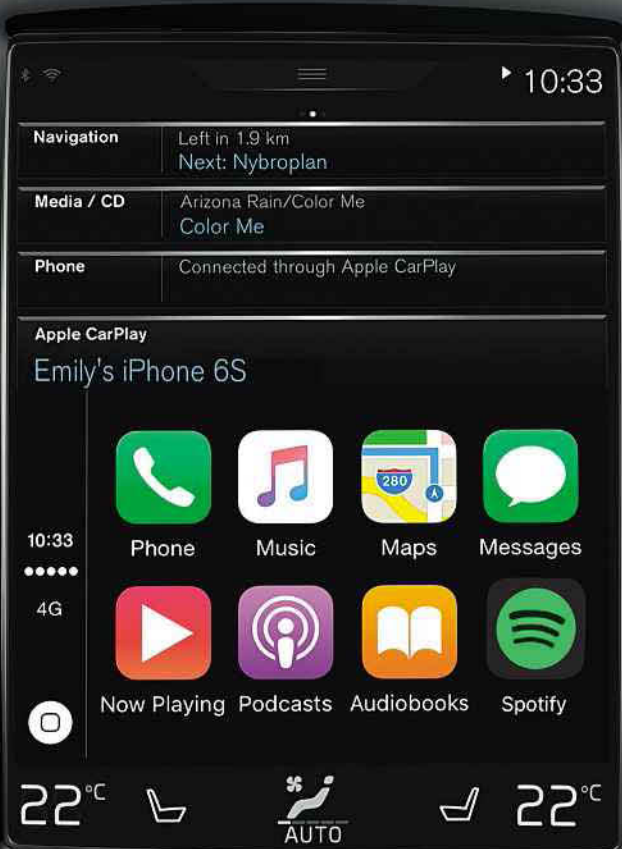 10:33
Navigation
Left in 1.9 km
Next: Nybroplan
Media / CD
Arizona Rain/Color Me
Color Me
Phone
Connected through Apple CarPlay
Apple CarPlay
Emily's iPhone 6S
280
10:33
Phone
Music
Maps
Messages
4G
Now Playing
Podcasts
Audiobooks
Spotify
22°C
AUTO
22°C